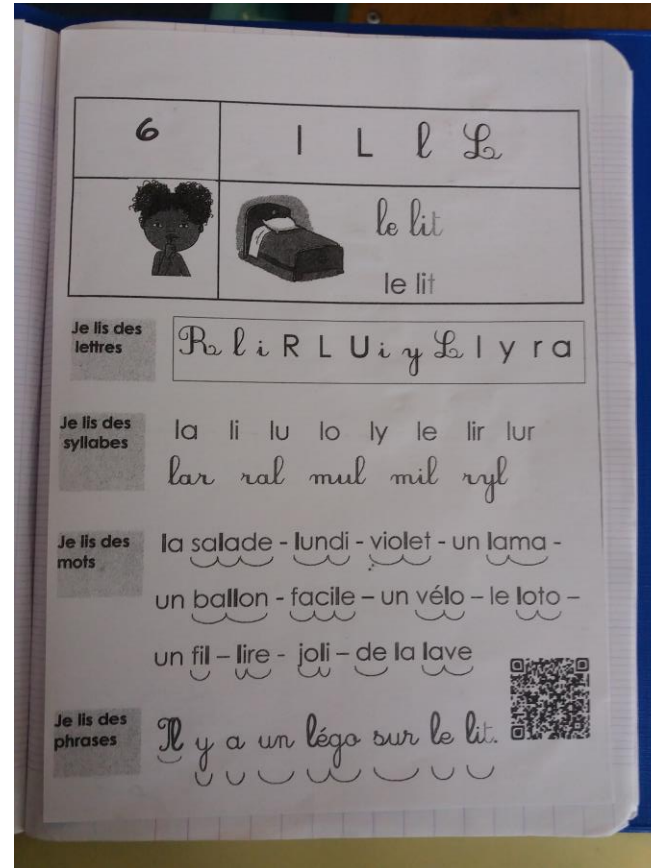 6
l L l L
le lit
le lit
Je lis des lettres
R l i R L U i y L l y r a
Je lis des syllabes
la li lu lo ly le lir lur
lar ral mul mil ryl
Je lis des mots
la salade - lundi - violet - un lama -
un ballon - facile – un vélo – le loto –
un fil – lire - joli – de la lave
Je lis des phrases
Il y a un légo sur le lit.